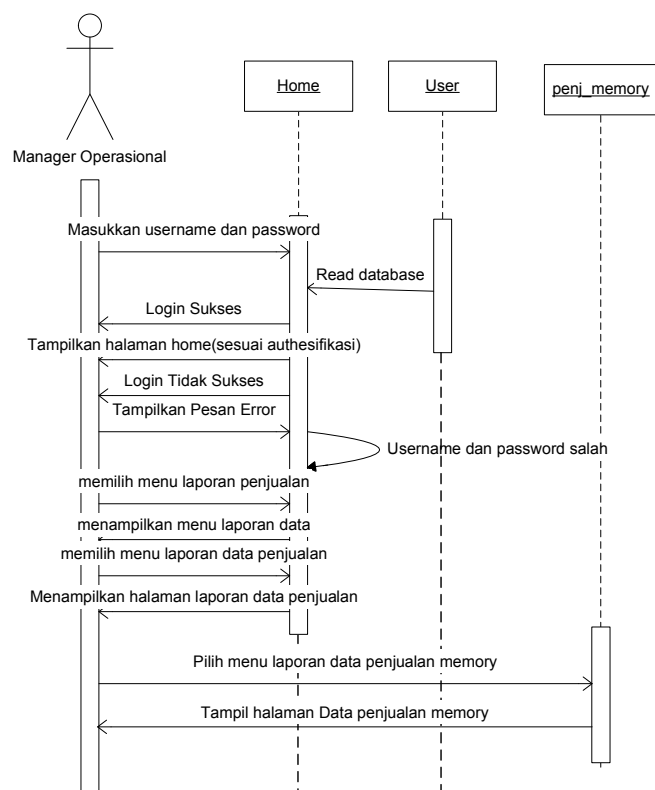 Home
User
penj_memory
Manager Operasional
Masukkan username dan password
Read database
Login Sukses
Tampilkan halaman home(sesuai authesifikasi)
Login Tidak Sukses
Tampilkan Pesan Error
Username dan password salah
memilih menu laporan penjualan
menampilkan menu laporan data
memilih menu laporan data penjualan
Menampilkan halaman laporan data penjualan
Pilih menu laporan data penjualan memory
Tampil halaman Data penjualan memory